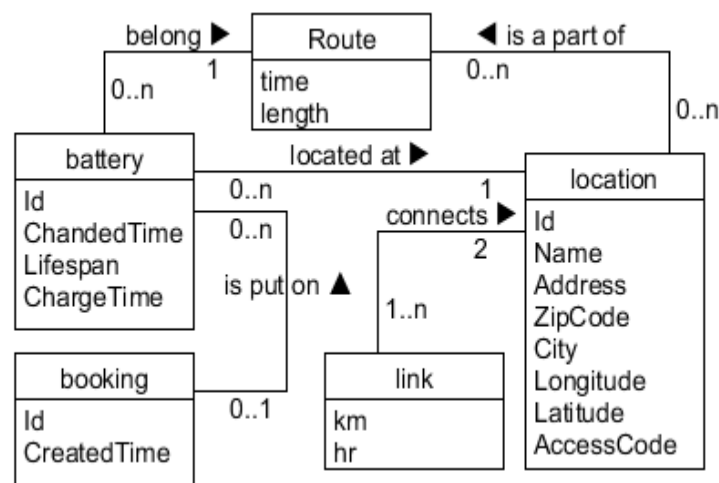 belong ▶
Route
◀ is a part of
1
0..n
0..n
time
length
0..n
battery
located at ▶
location
0..n
1
Id
ChandedTime
Lifespan
ChargeTime
0..n
connects ▶
2
Id
Name
Address
ZipCode
City
Longitude
Latitude
AccessCode
is put on ▲
1..n
booking
0..1
link
Id
CreatedTime
km
hr